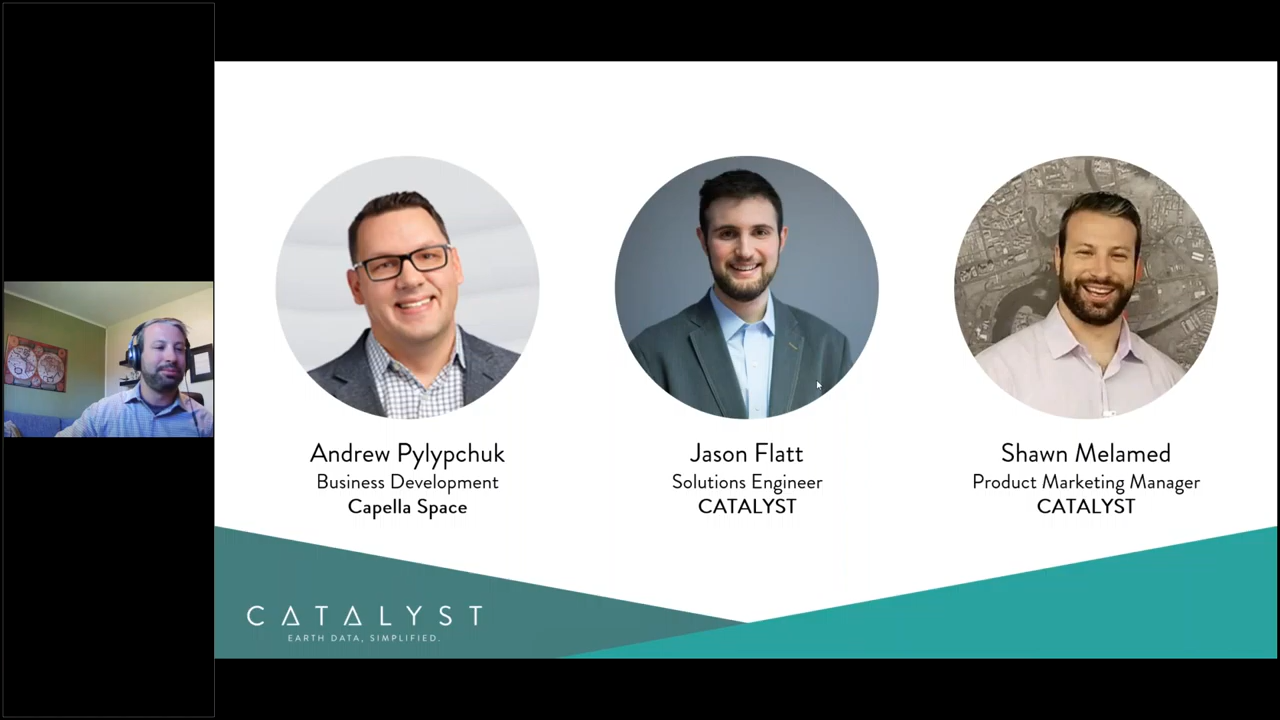 Andrew Pylypchuk
Business Development
Capella Space
Jason Flatt
Solutions Engineer
CATALYST
Shawn Melamed
Product Marketing Manager
CATALYST
CATALYST
EARTH DATA, SIMPLIFIED.